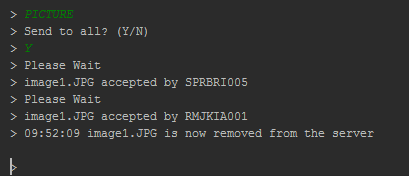 > PICTURE
> Send to all? (Y/N)
> Y
> Please Wait
> image1.JPG accepted by SPRBRI005
> Please Wait
> image1.JPG accepted by RMJKIA001
> 09:52:09 image1.JPG is now removed from the server
>